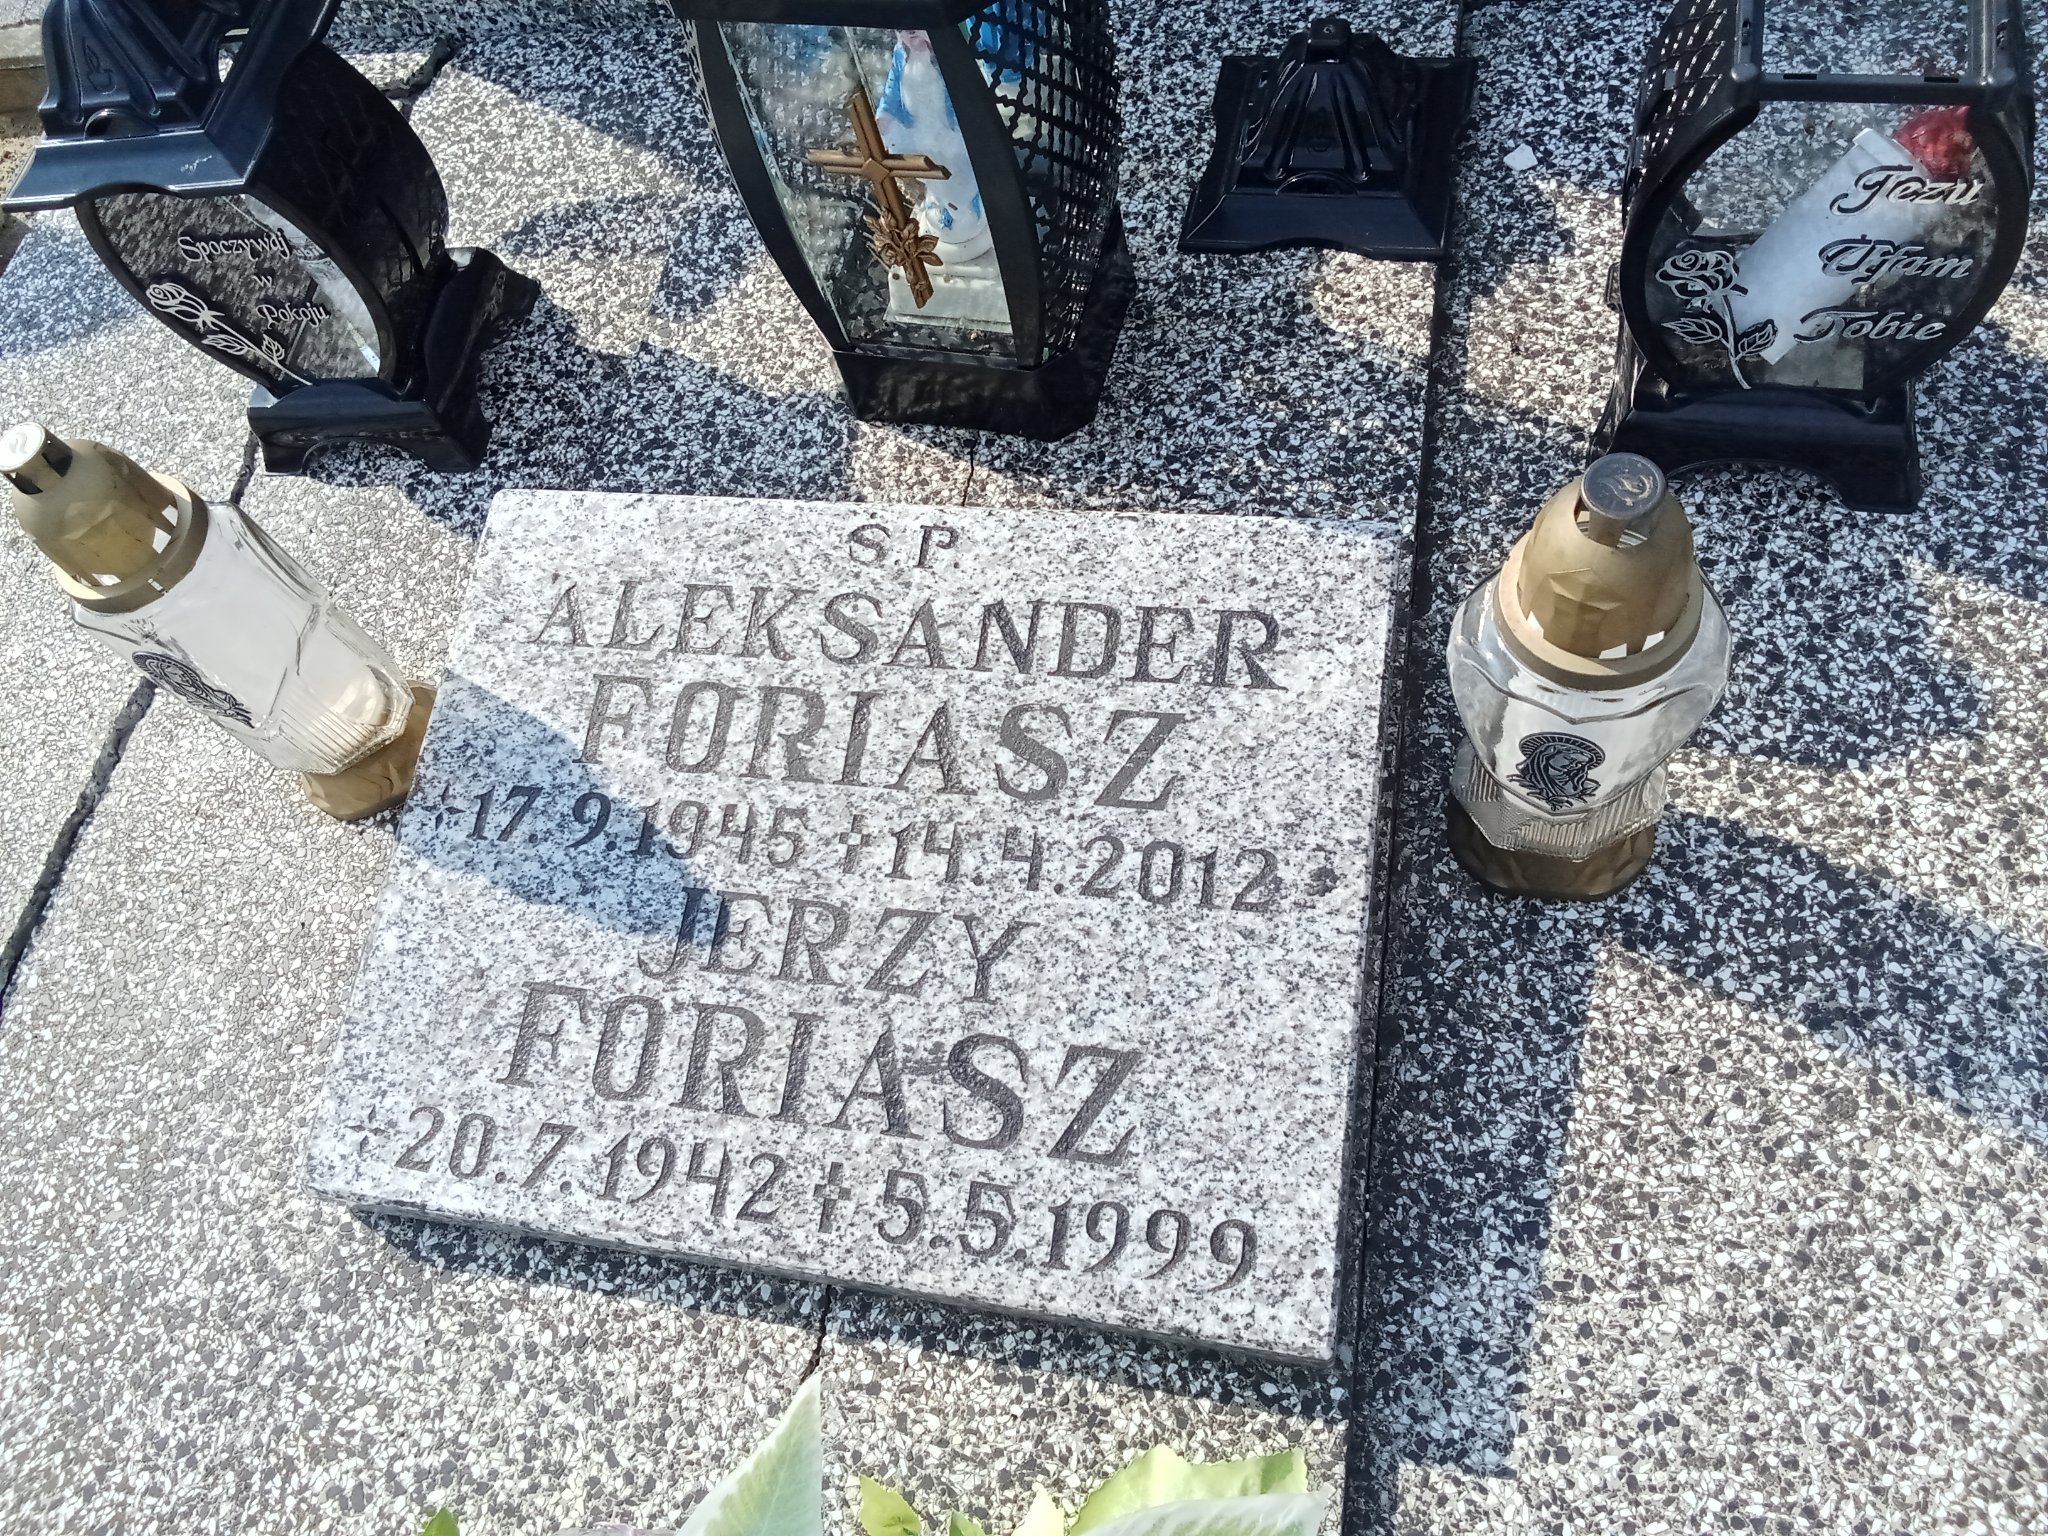 Spoczywaj
w
Pokoju
Jezu
Ufam
Tobie
S P
ALEKSANDER
FORIASZ
17.9.1945 ✝ 14.4.2012
JERZY
FORIASZ
20.7.1942 ✝ 5.5.1999